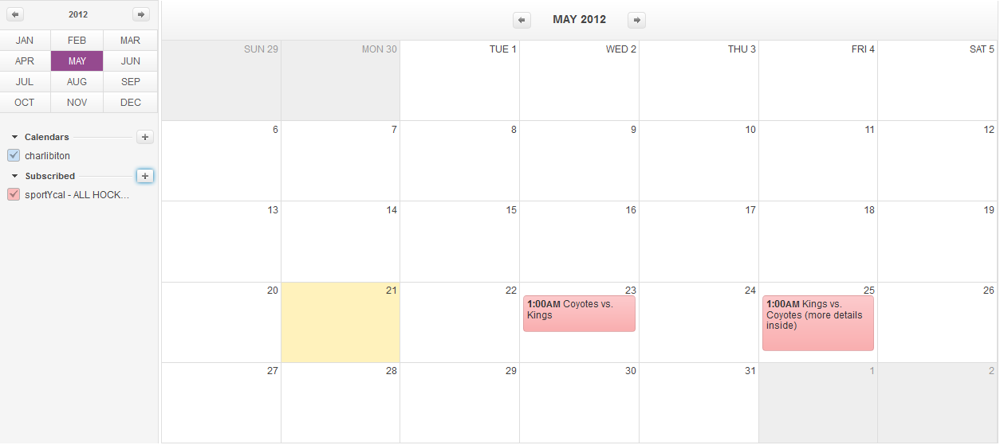 2012
MAY 2012
JAN FEB MAR
APR MAY JUN
JUL AUG SEP
OCT NOV DEC
Calendars
charlibiton
Subscribed
sportYcal - ALL HOCK...
SUN 29 MON 30 TUE 1 WED 2 THU 3 FRI 4 SAT 5
6 7 8 9 10 11 12
13 14 15 16 17 18 19
20 21 22 23 24 25 26
1:00AM Coyotes vs.
Kings
1:00AM Kings vs.
Coyotes (more details
inside)
27 28 29 30 31 1 2